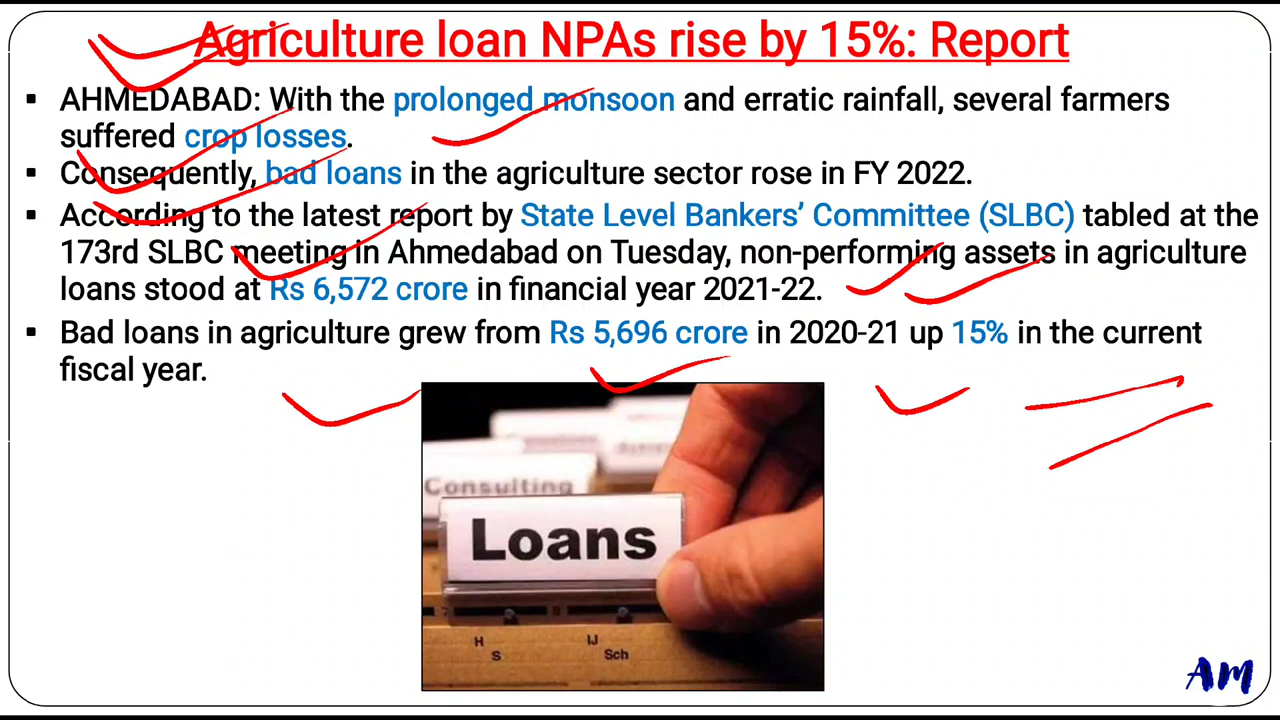 Agriculture loan NPAs rise by 15%: Report
▪ AHMEDABAD: With the prolonged monsoon and erratic rainfall, several farmers
suffered crop losses.
▪ Consequently, bad loans in the agriculture sector rose in FY 2022.
▪ According to the latest report by State Level Bankers’ Committee (SLBC) tabled at the
173rd SLBC meeting in Ahmedabad on Tuesday, non-performing assets in agriculture
loans stood at Rs 6,572 crore in financial year 2021-22.
▪ Bad loans in agriculture grew from Rs 5,696 crore in 2020-21 up 15% in the current
fiscal year.
Consulting
Loans
H
IJ
S
Sch
AM